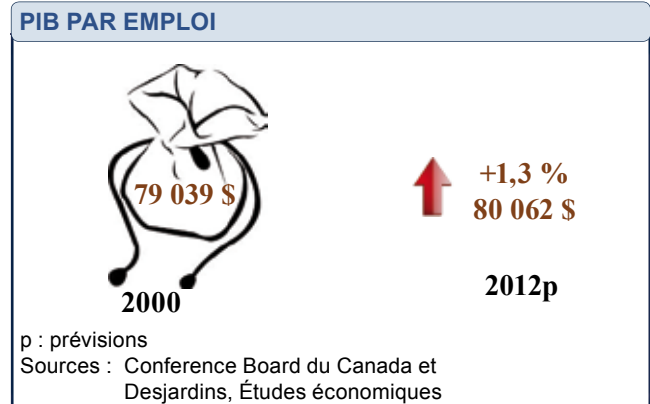 PIB PAR EMPLOI
79 039 $
+1,3 %
80 062 $
2000
2012p
p : prévisions
Sources : Conference Board du Canada et
Desjardins, Études économiques